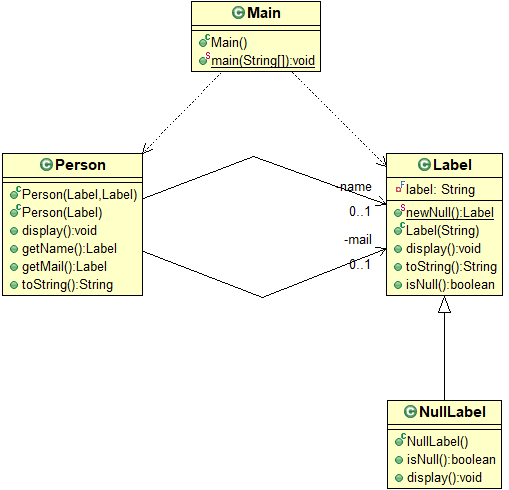 Main
Main()
main(String[]):void
Person
Person(Label,Label)
Person(Label)
display():void
getName():Label
getMail():Label
toString():String
-name
0..1
-mail
0..1
Label
label: String
newNull():Label
Label(String)
display():void
toString():String
isNull():boolean
NullLabel
NullLabel()
isNull():boolean
display():void